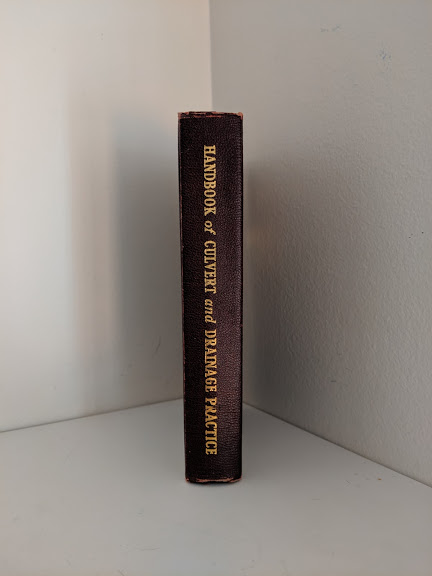 HANDBOOK of CULVERT and DRAINAGE PRACTICE